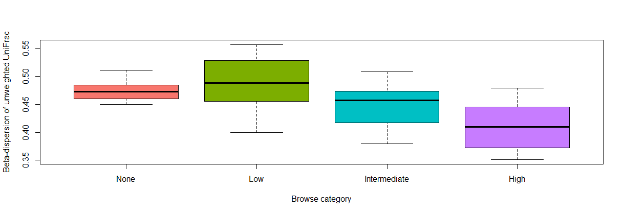 Beta-dispersion of unweighted UniFrac
0.55
0.50
0.45
0.40
0.35
None Low Intermediate High
Browse category